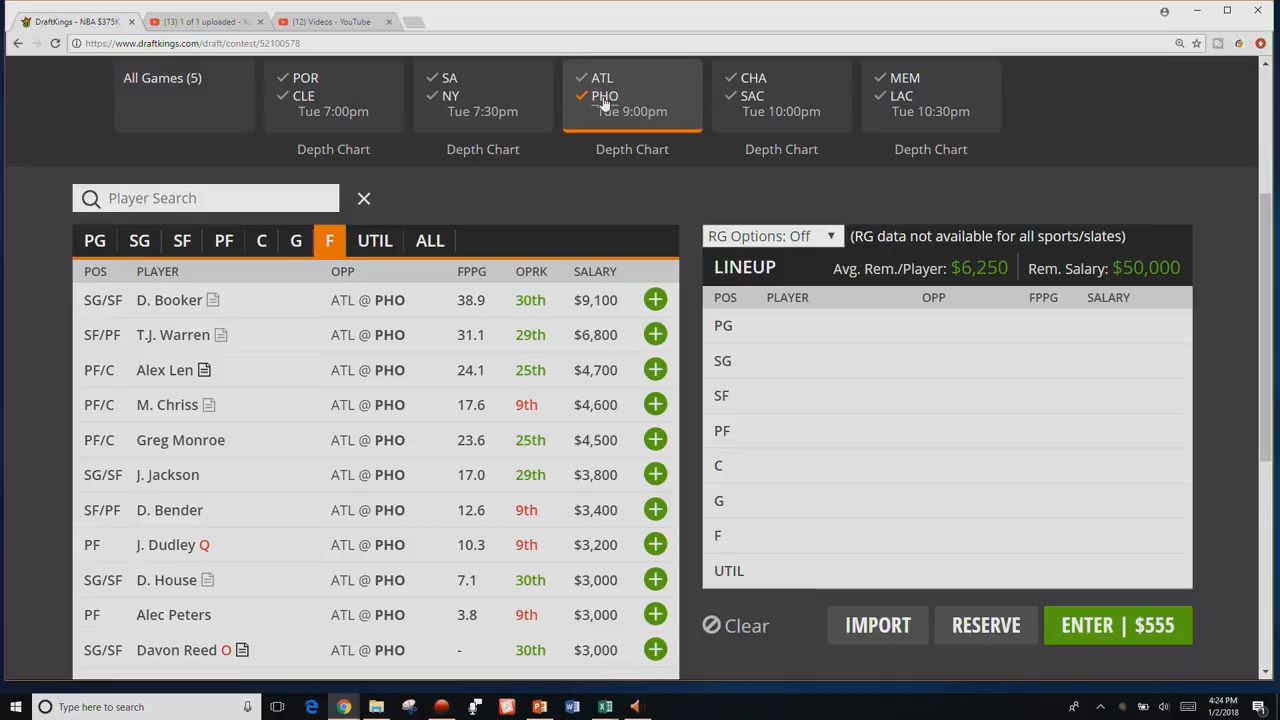 DraftKings - NBA $375K
(13) 1 of 1 uploaded - Yo
(12) Videos - YouTube
https://www.draftkings.com/draft/contest/52100578
All Games (5)
POR
CLE
Tue 7:00pm
SA
NY
Tue 7:30pm
ATL
PHO
Tue 9:00pm
CHA
SAC
Tue 10:00pm
MEM
LAC
Tue 10:30pm
Depth Chart Depth Chart Depth Chart Depth Chart Depth Chart
Player Search
PG SG SF PF C G F UTIL ALL
POS PLAYER OPP FPPG OPRK SALARY
SG/SF D. Booker ATL @ PHO 38.9 30th $9,100
SF/PF T.J. Warren ATL @ PHO 31.1 29th $6,800
PF/C Alex Len ATL @ PHO 24.1 25th $4,700
PF/C M. Chriss ATL @ PHO 17.6 9th $4,600
PF/C Greg Monroe ATL @ PHO 23.6 25th $4,500
SG/SF J. Jackson ATL @ PHO 17.0 29th $3,800
SF/PF D. Bender ATL @ PHO 12.6 9th $3,400
PF J. Dudley Q ATL @ PHO 10.3 9th $3,200
SG/SF D. House ATL @ PHO 7.1 30th $3,000
PF Alec Peters ATL @ PHO 3.8 9th $3,000
SG/SF Davon Reed O ATL @ PHO - 30th $3,000
RG Options: Off (RG data not available for all sports/slates)
LINEUP Avg. Rem./Player: $6,250 Rem. Salary: $50,000
POS PLAYER OPP FPPG SALARY
PG
SG
SF
PF
C
G
F
UTIL
Clear IMPORT RESERVE ENTER | $555
Type here to search
4:24 PM
1/2/2018